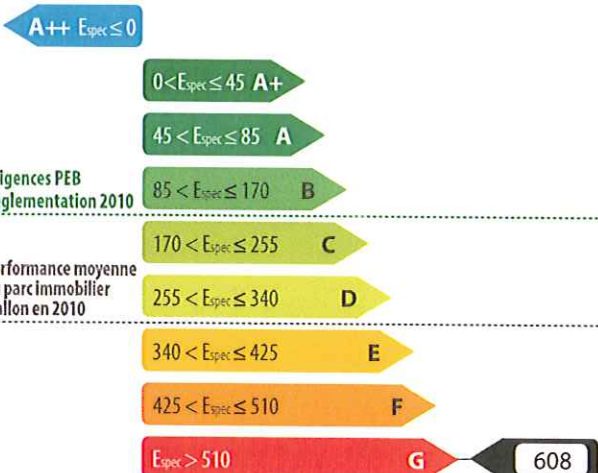 A++ Espec ≤ 0
0 < Espec ≤ 45 A+
45 < Espec ≤ 85 A
85 < Espec ≤ 170 B
igences PEB
glementation 2010
170 < Espec ≤ 255 C
rformance moyenne
parc immobilier
allon en 2010
255 < Espec ≤ 340 D
340 < Espec ≤ 425 E
425 < Espec ≤ 510 F
Espec > 510 G
608